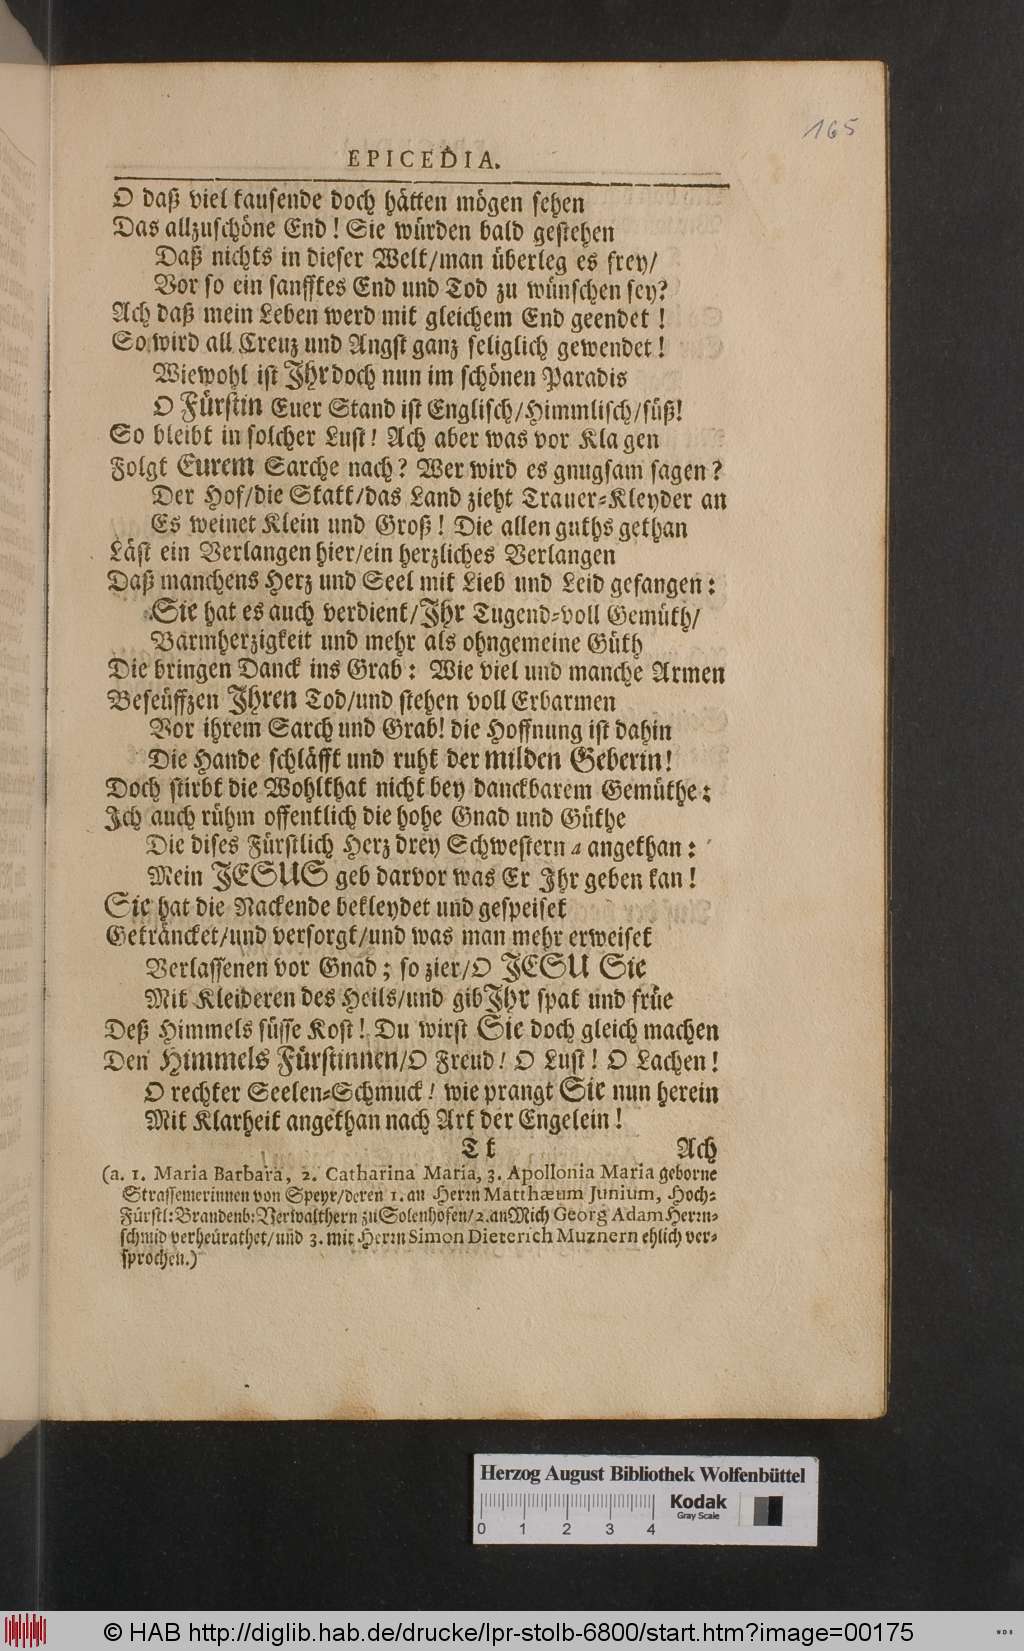 165
EPICEDIA.
O daß viel tausende doch hätten mögen sehen
Das allzuschöne End! Sie würden bald gestehen
Daß nichts in dieser Welt/man überleg es frey/
Vor so ein sanfftes End und Tod zu wünschen sey?
Ach daß mein Leben werd mit gleichem End geendet!
So wird all Creuz und Angst ganz seliglich gewendet!
Wiewohl ist Ihr doch nun im schönen Paradis
O Fürstin Euer Stand ist Englisch/Himmlisch/süß!
So bleibt in solcher Lust! Ach aber was vor Klagen
Folgt Eurem Sarche nach? Wer wird es gnugsam sagen?
Der Hof/die Statt/das Land zieht Trauer-Kleyder an
Es weinet Klein und Groß! Die allen guths gethan
Läst ein Verlangen hier/ein herzliches Verlangen
Daß manchens Herz und Seel mit Lieb und Leid gefangen:
Sie hat es auch verdient/Ihr Tugend-voll Gemüth/
Barmherzigkeit und mehr als ohngemeine Güth
Die bringen Danck ins Grab: Wie viel und manche Armen
Beseüffzen Ihren Tod/und stehen voll Erbarmen
Vor ihrem Sarch und Grab! die Hoffnung ist dahin
Die Hande schläfft und ruht der milden Geberin!
Doch stirbt die Wohlthat nicht bey danckbarem Gemüthe:
Ich auch rühm offentlich die hohe Gnad und Güthe
Die dises Fürstlich Herz drey Schwestern a angethan:
Mein JESUS geb darvor was Er Ihr geben kan!
Sie hat die Nackende bekleydet und gespeiset
Geträncket/und versorgt/und was man mehr erweiset
Verlassenen vor Gnad; so zier/O JESU Sie
Mit Kleideren des Heils/und gib Ihr spat und früe
Deß Himmels süsse Kost! Du wirst Sie doch gleich machen
Den Himmels Fürstinnen/O Freud! O Lust! O Lachen!
O rechter Seelen-Schmuck! wie prangt Sie nun herein
Mit Klarheit angethan nach Art der Engelein!
T t Ach
(a. 1. Maria Barbara, 2. Catharina Maria, 3. Apollonia Maria geborne
Strassemerinnen von Speyr/deren 1. an Herrn Matthæum Junium, Hoch-
Fürstl: Brandenb: Verwalthern zu Solenhofen/2. an Mich Georg Adam Herrn-
schmid verheürathet/und 3. mit Herrn Simon Dieterich Muznern ehlich ver-
sprochen.)
Herzog August Bibliothek Wolfenbüttel
Kodak
Gray Scale
0 1 2 3 4
© HAB http://diglib.hab.de/drucke/lpr-stolb-6800/start.htm?image=00175